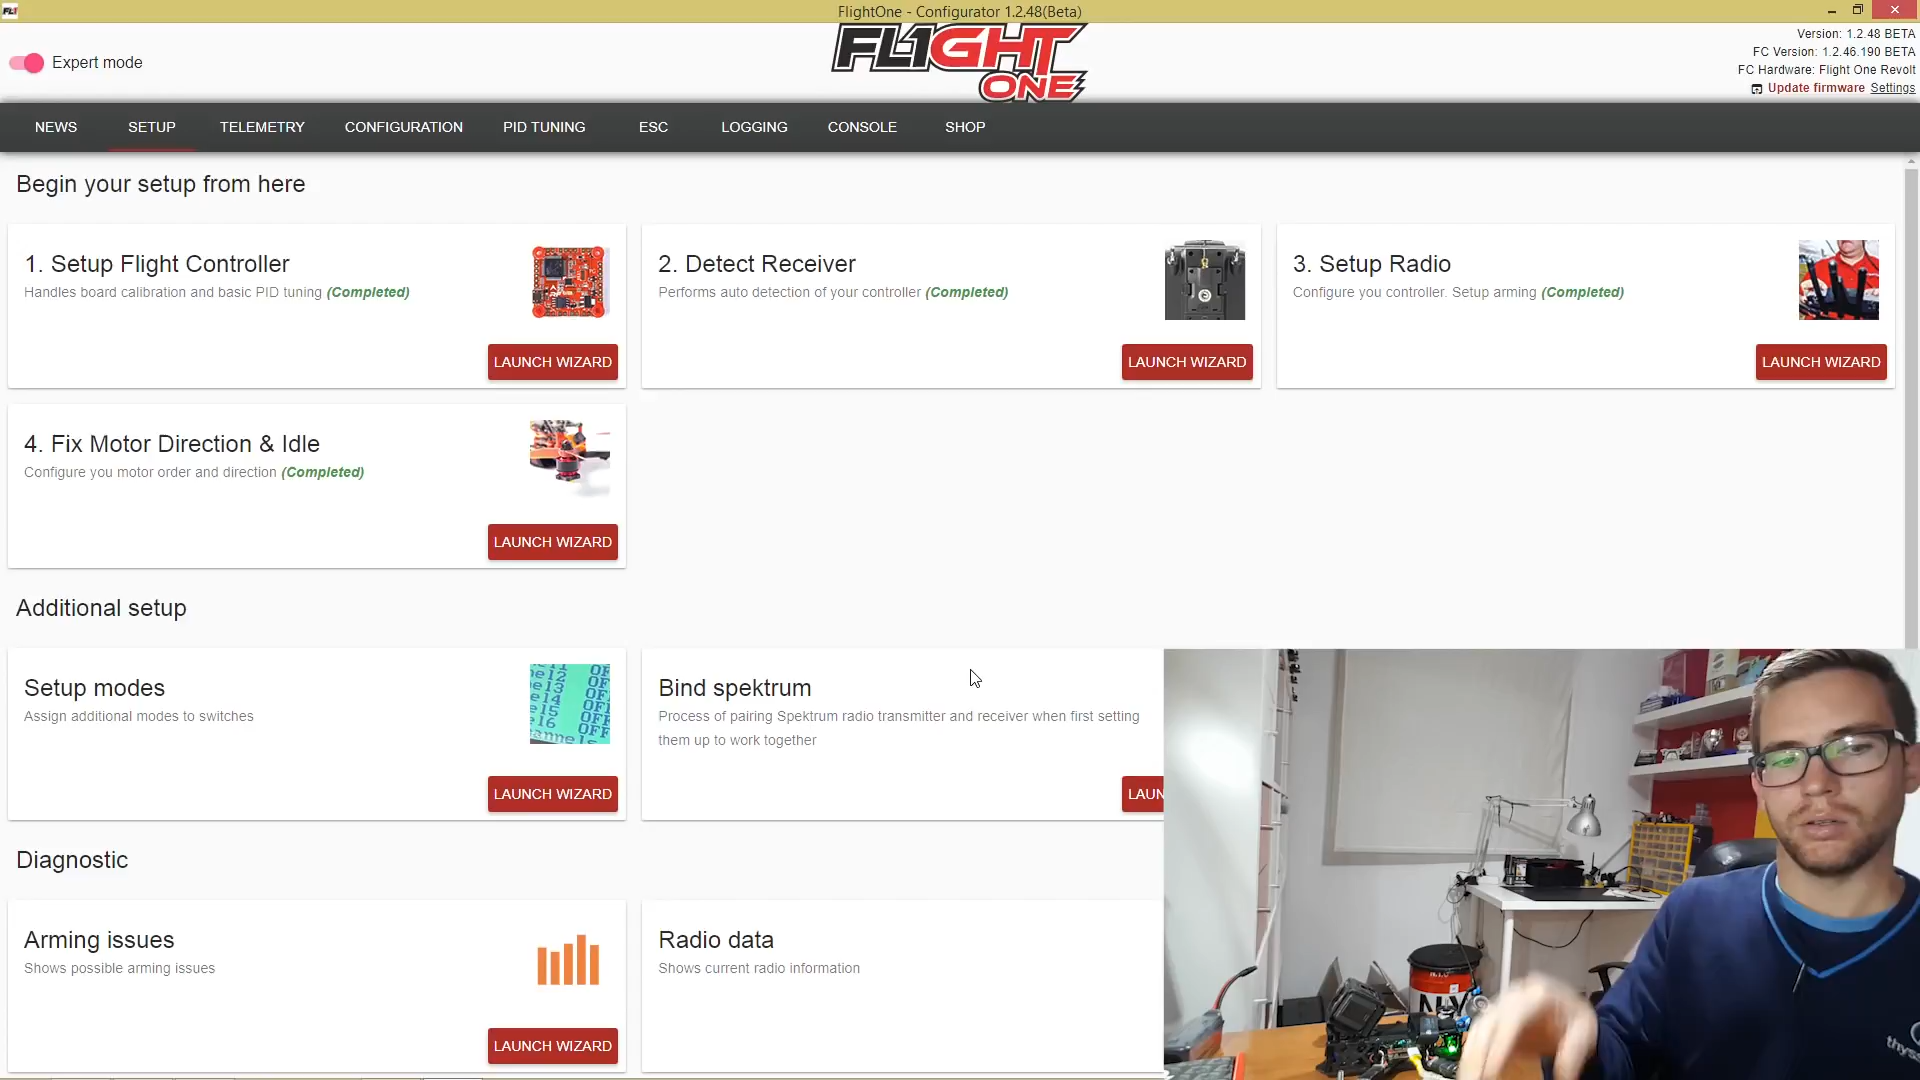 FlightOne - Configurator 1.2.48(Beta)
Expert mode
FL1GHT
ONE
Version: 1.2.48 BETA
FC Version: 1.2.46.190 BETA
FC Hardware: Flight One Revolt
Update firmware Settings
NEWS SETUP TELEMETRY CONFIGURATION PID TUNING ESC LOGGING CONSOLE SHOP
Begin your setup from here
1. Setup Flight Controller
Handles board calibration and basic PID tuning (Completed)
LAUNCH WIZARD
2. Detect Receiver
Performs auto detection of your controller (Completed)
LAUNCH WIZARD
3. Setup Radio
Configure you controller. Setup arming (Completed)
LAUNCH WIZARD
4. Fix Motor Direction & Idle
Configure you motor order and direction (Completed)
LAUNCH WIZARD
Additional setup
Setup modes
Assign additional modes to switches
LAUNCH WIZARD
Bind spektrum
Process of pairing Spektrum radio transmitter and receiver when first setting
them up to work together
LAUN
Diagnostic
Arming issues
Shows possible arming issues
LAUNCH WIZARD
Radio data
Shows current radio information